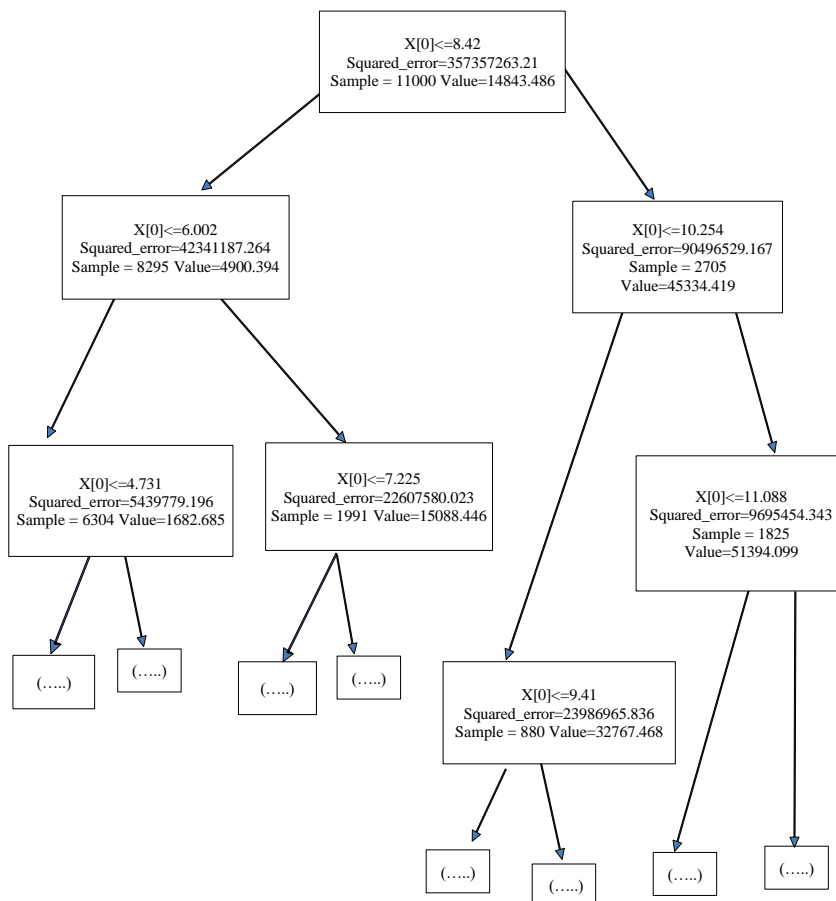 X[0]<=8.42
Squared_error=357357263.21
Sample = 11000 Value=14843.486
X[0]<=6.002
Squared_error=42341187.264
Sample = 8295 Value=4900.394
X[0]<=10.254
Squared_error=90496529.167
Sample = 2705
Value=45334.419
X[0]<=4.731
Squared_error=5439779.196
Sample = 6304 Value=1682.685
X[0]<=7.225
Squared_error=22607580.023
Sample = 1991 Value=15088.446
X[0]<=11.088
Squared_error=9695454.343
Sample = 1825
Value=51394.099
(…..)
(…..)
(…..)
(…..)
X[0]<=9.41
Squared_error=23986965.836
Sample = 880 Value=32767.468
(…..)
(…..)
(…..)
(…..)